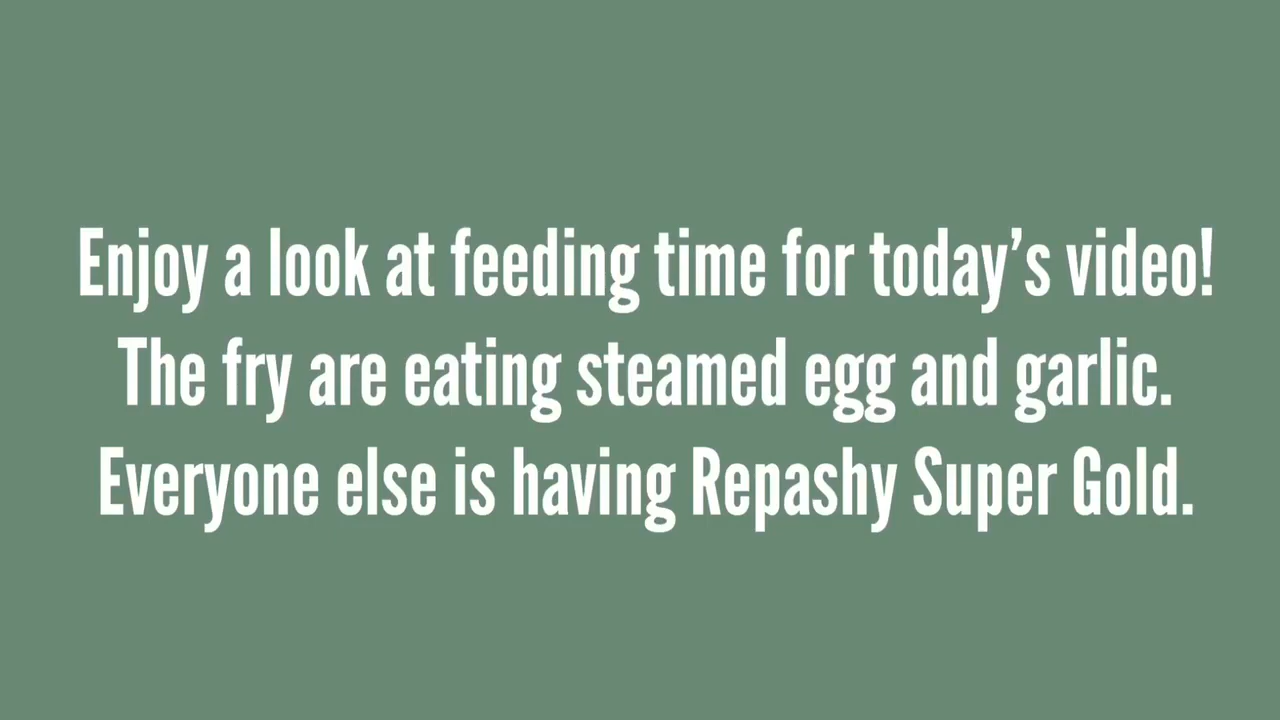 Enjoy a look at feeding time for today’s video!
The fry are eating steamed egg and garlic.
Everyone else is having Repashy Super Gold.